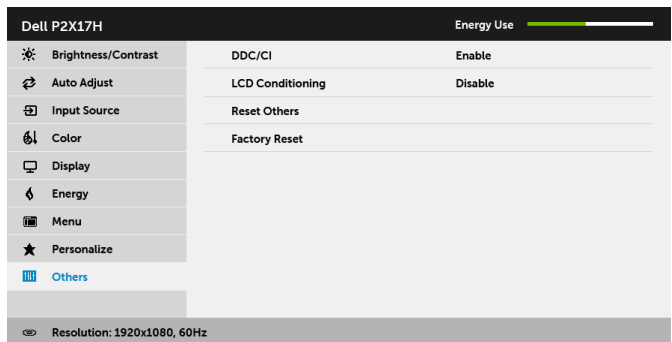 Dell P2X17H Energy Use
Brightness/Contrast DDC/CI Enable
Auto Adjust LCD Conditioning Disable
Input Source Reset Others
Color Factory Reset
Display
Energy
Menu
Personalize
Others
Resolution: 1920x1080, 60Hz